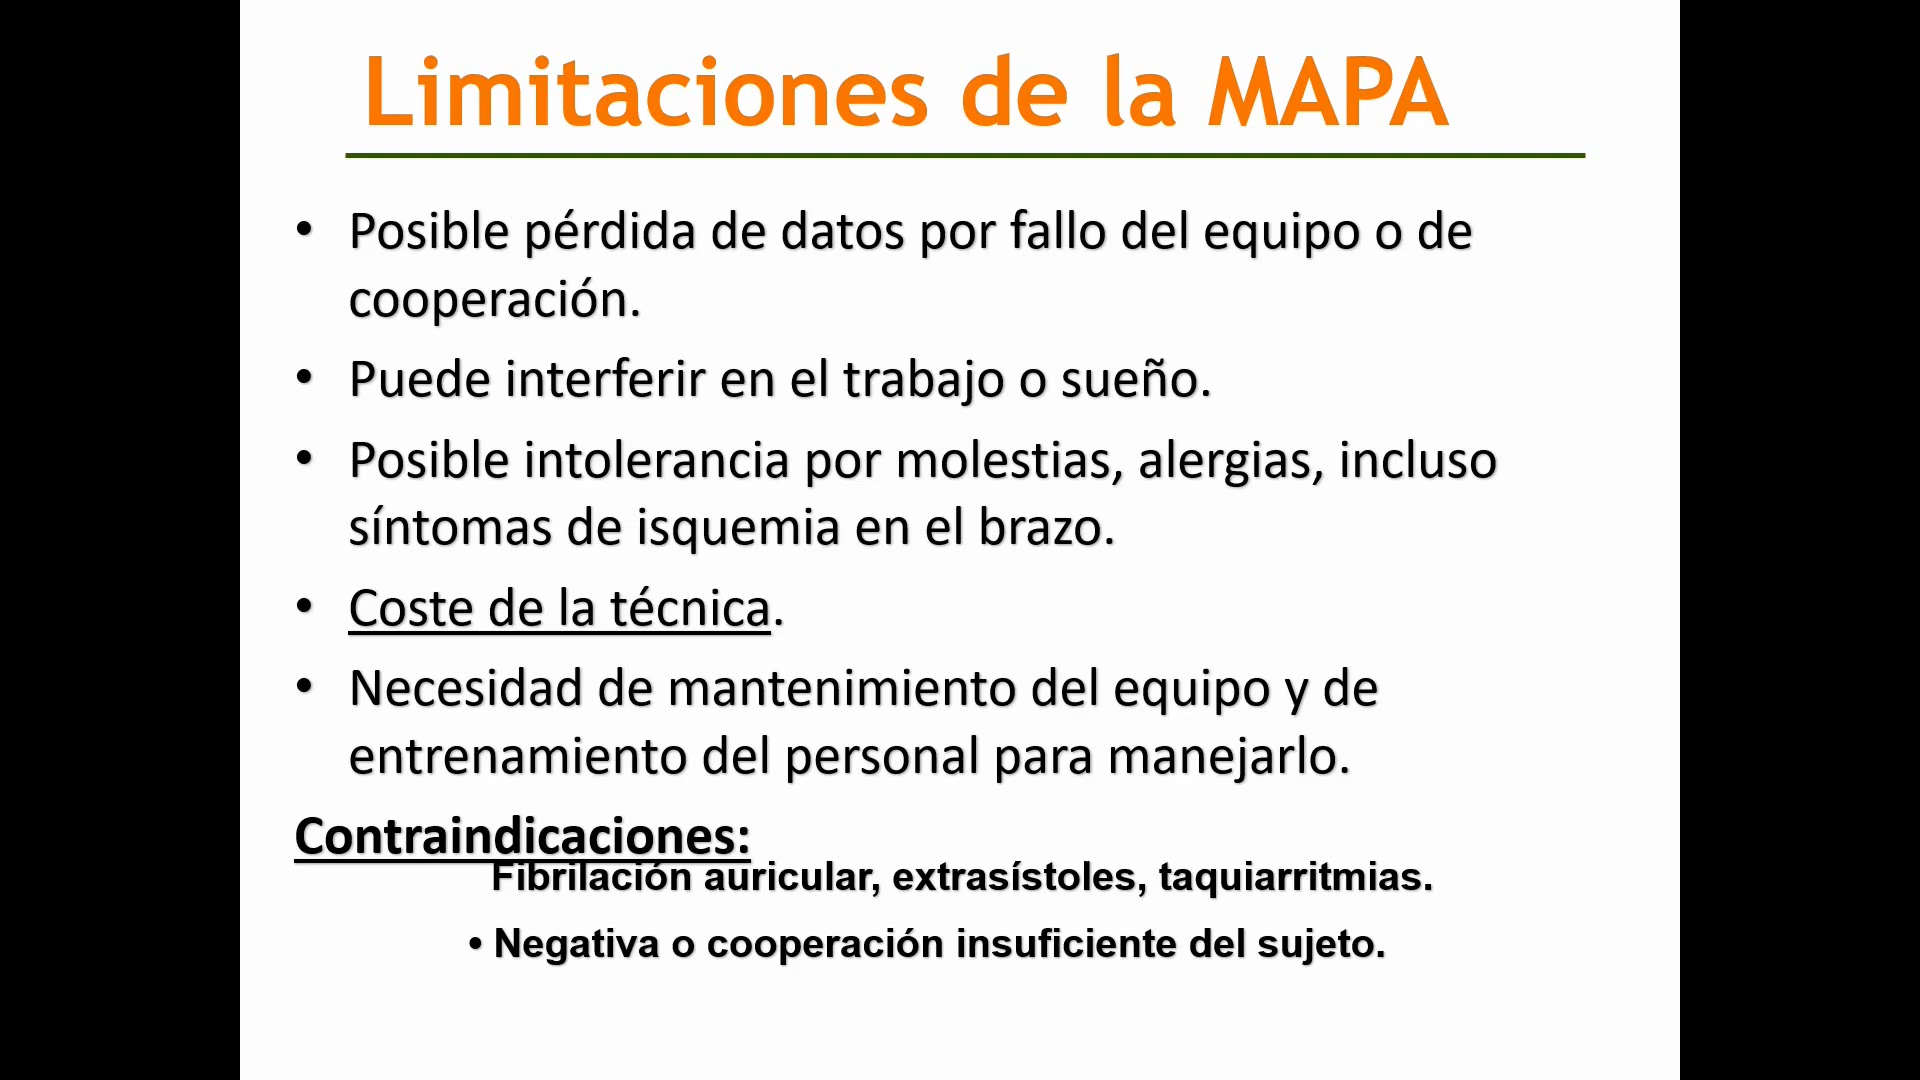 Limitaciones de la MAPA
• Posible pérdida de datos por fallo del equipo o de
cooperación.
• Puede interferir en el trabajo o sueño.
• Posible intolerancia por molestias, alergias, incluso
síntomas de isquemia en el brazo.
• Coste de la técnica.
• Necesidad de mantenimiento del equipo y de
entrenamiento del personal para manejarlo.
Contraindicaciones:
Fibrilación auricular, extrasístoles, taquiarritmias.
• Negativa o cooperación insuficiente del sujeto.